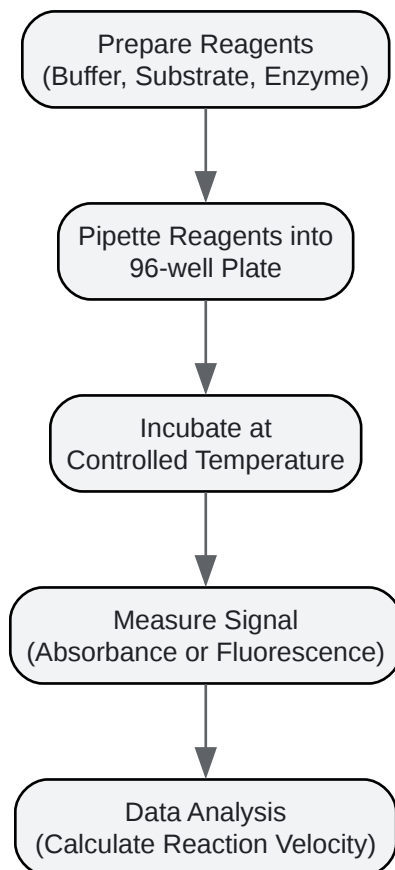 Prepare Reagents
(Buffer, Substrate, Enzyme)
Pipette Reagents into
96-well Plate
Incubate at
Controlled Temperature
Measure Signal
(Absorbance or Fluorescence)
Data Analysis
(Calculate Reaction Velocity)